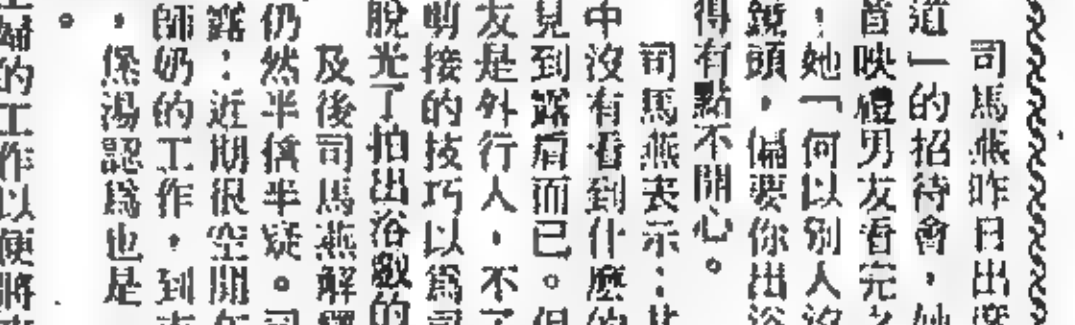 司馬燕昨日出席
道」的招待會，她
首映禮男友看完之
，她「何以別人沒
鏡頭，偏要你出浴
得有點不開心。
司馬燕表示：此
中沒有看到什麼的
見到露肩而已。但
友是外行人，不了
剪接的技巧以爲司
脫光了拍出浴戲的
及後司馬燕解釋
仍然半信半疑。司
露：近期很空閒在
師奶的工作，到
，保湯認爲也是
。
婦的工作以便將來